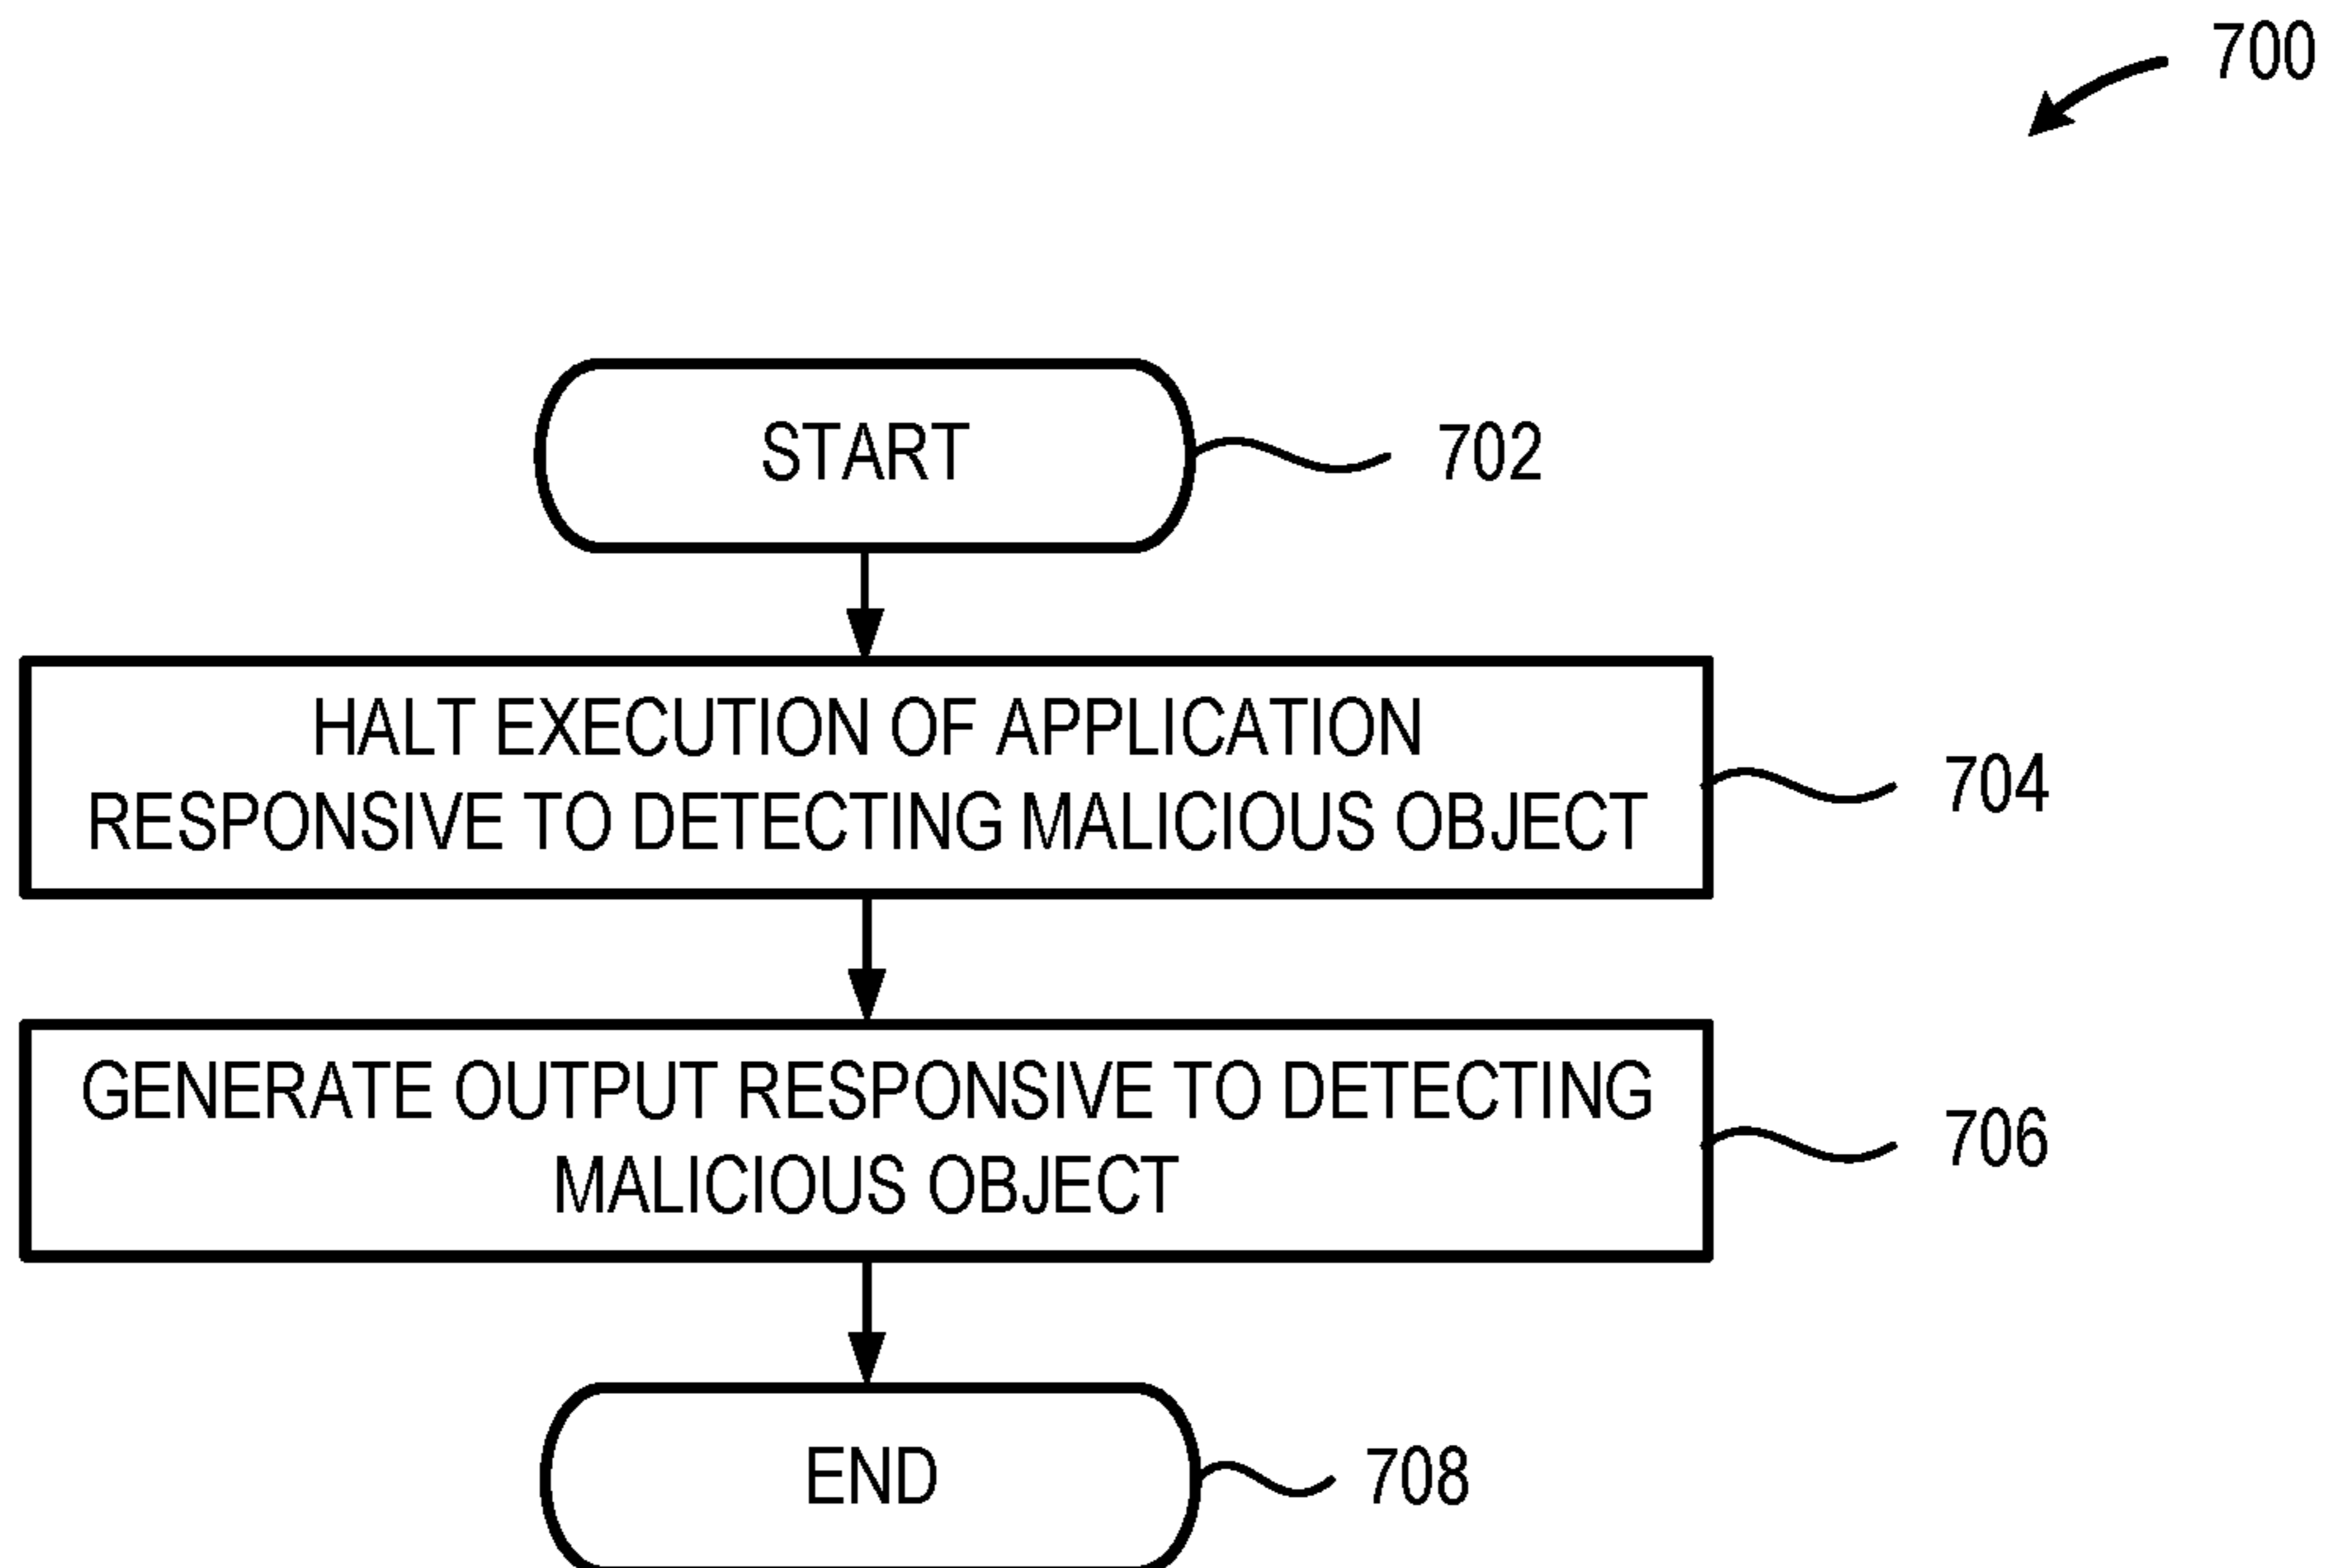 700
START
702
HALT EXECUTION OF APPLICATION
RESPONSIVE TO DETECTING MALICIOUS OBJECT
704
GENERATE OUTPUT RESPONSIVE TO DETECTING
MALICIOUS OBJECT
706
END
708